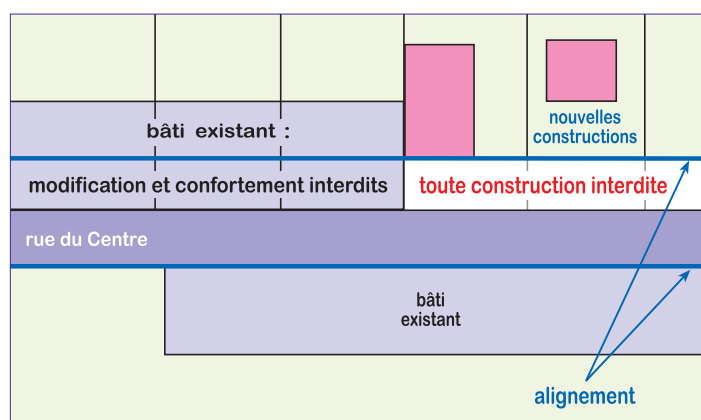 bâti existant :
nouvelles
constructions
modification et confortement interdits
toute construction interdite
rue du Centre
bâti
existant
alignement